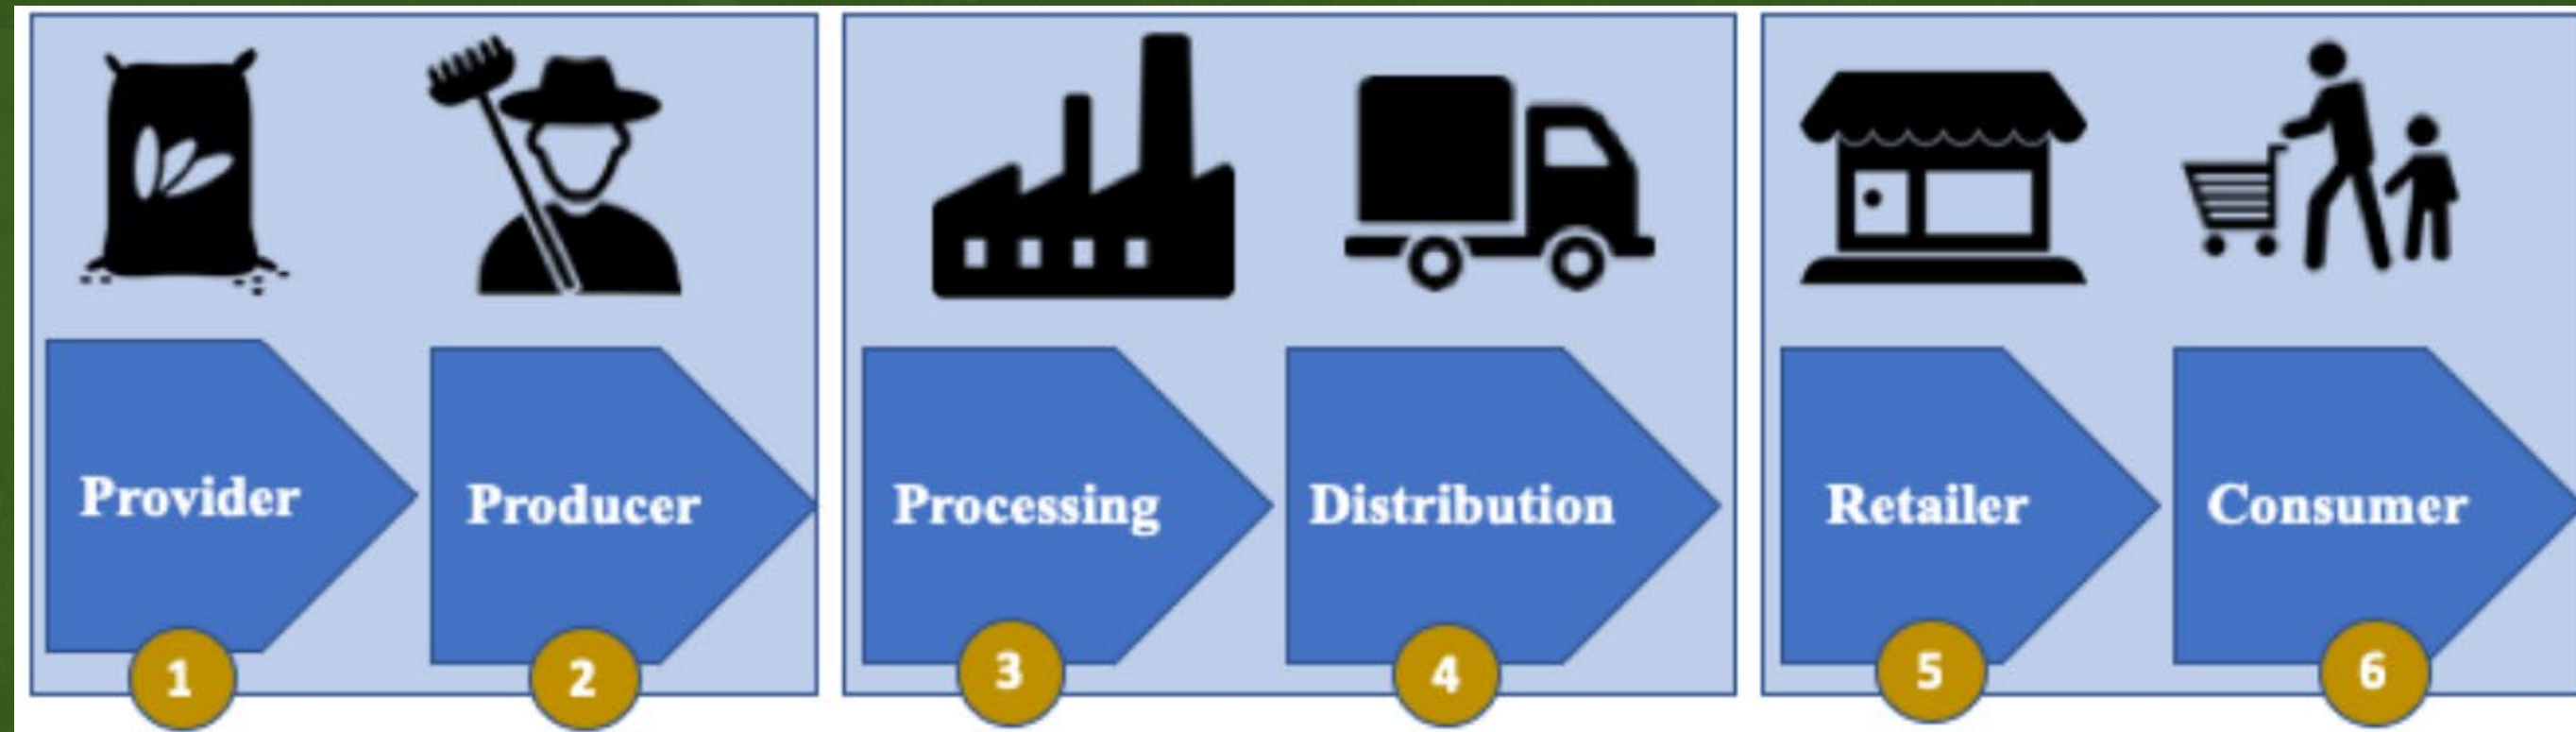 Provider
Producer
Processing
Distribution
Retailer
Consumer
1
2
3
4
5
6